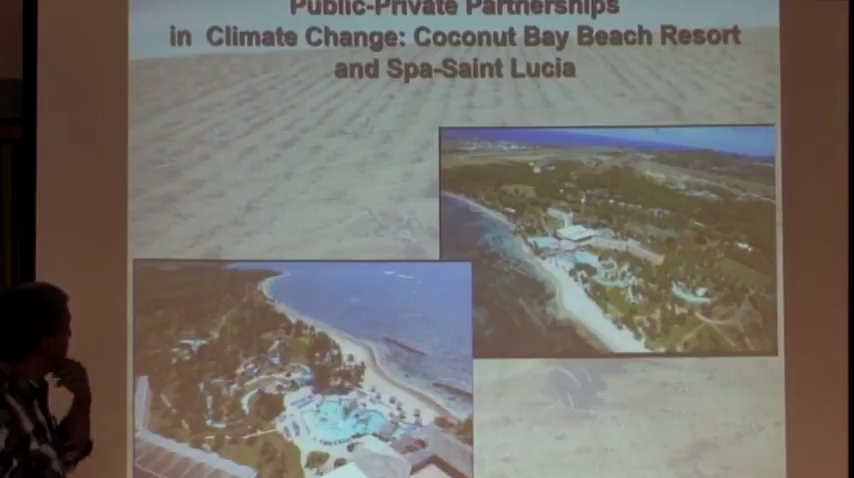 Public-Private Partnerships
in Climate Change: Coconut Bay Beach Resort
and Spa-Saint Lucia